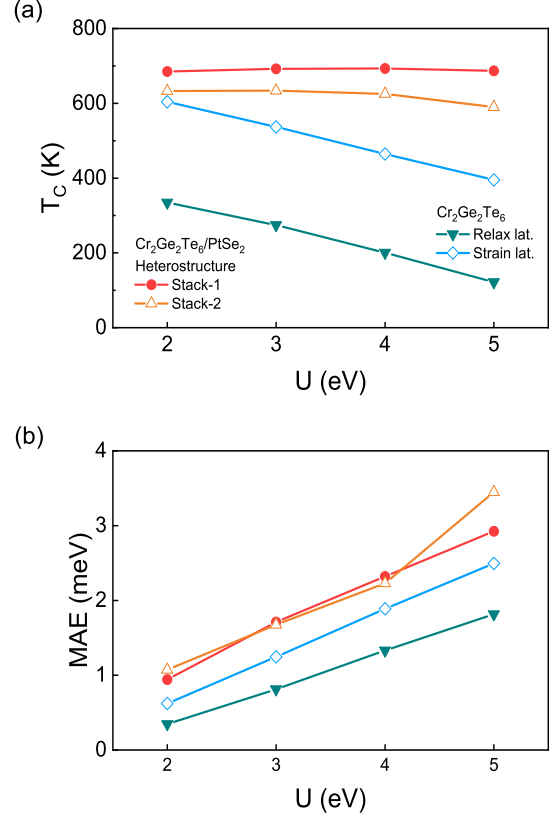 (a)
800
600
400
200
0
T_C (K)
Cr₂Ge₂Te₆/PtSe₂
Heterostructure
Stack-1
Stack-2
Cr₂Ge₂Te₆
Relax lat.
Strain lat.
2 3 4 5
U (eV)
(b)
4
3
2
1
0
MAE (meV)
2 3 4 5
U (eV)